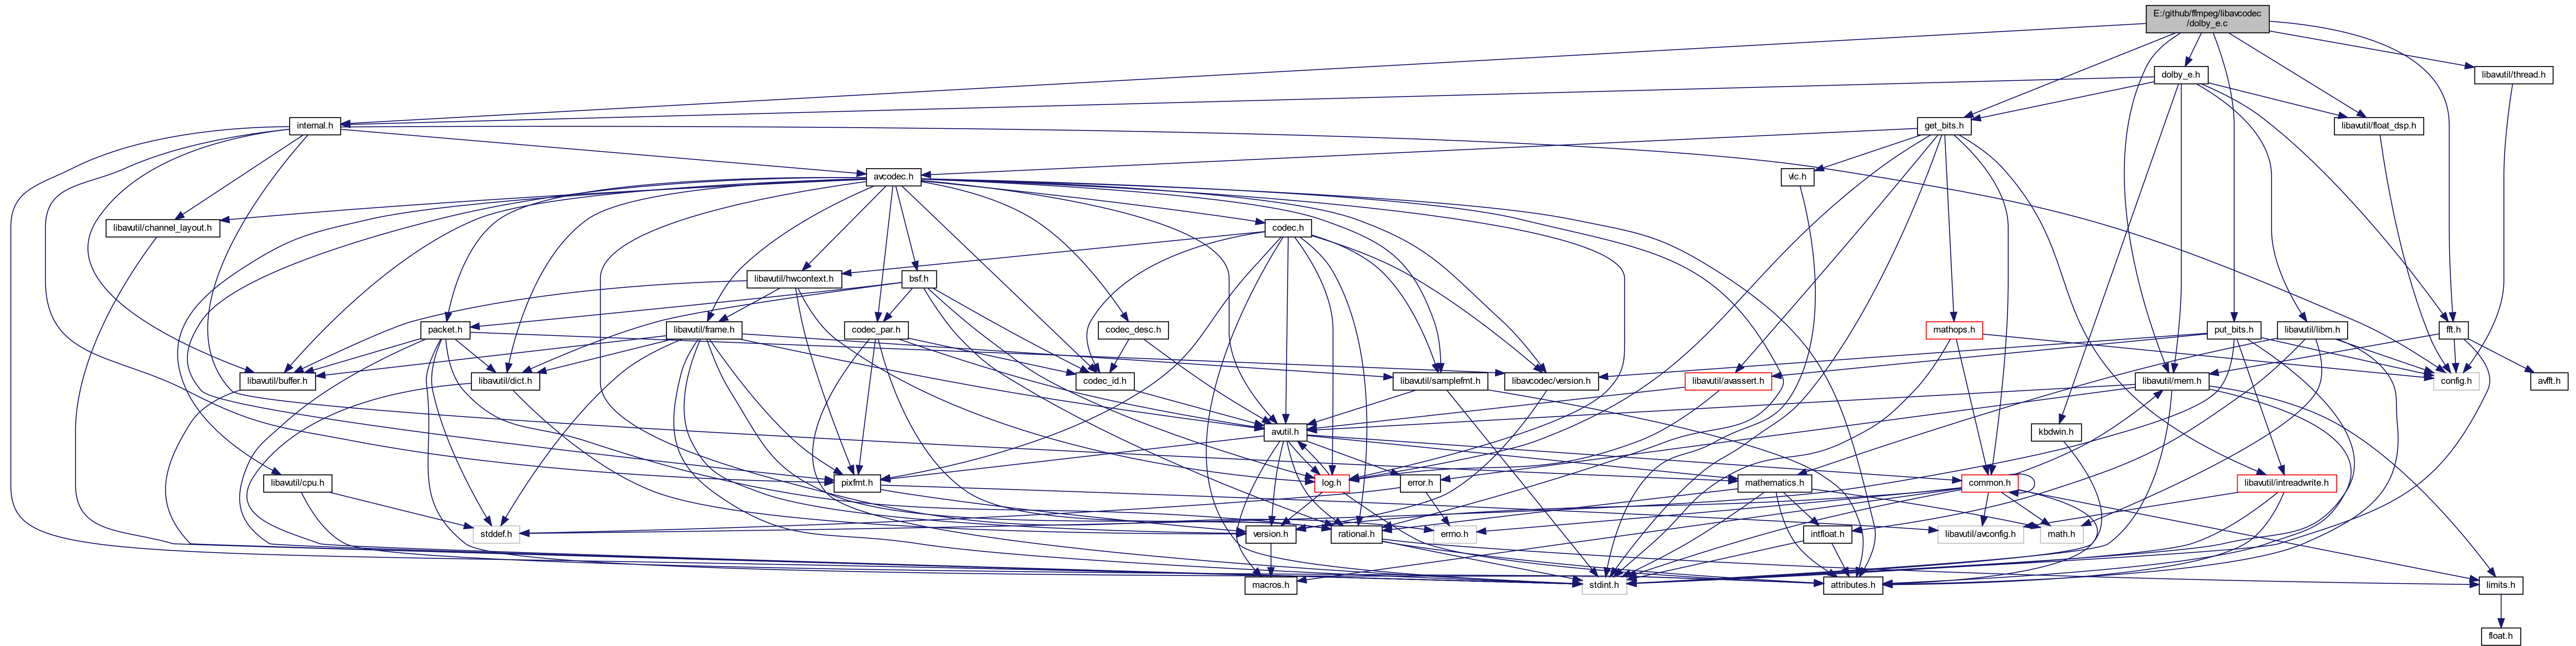 E:/github/ffmpeg/libavcodec
/dolby_e.c
dolby_e.h
libavutil/thread.h
internal.h
get_bits.h
libavutil/float_dsp.h
avcodec.h
vlc.h
libavutil/channel_layout.h
codec.h
libavutil/hwcontext.h
bsf.h
packet.h
libavutil/frame.h
codec_par.h
codec_desc.h
mathops.h
put_bits.h
libavutil/libm.h
fft.h
libavutil/buffer.h
libavutil/dict.h
codec_id.h
libavutil/samplefmt.h
libavcodec/version.h
libavutil/avassert.h
libavutil/mem.h
config.h
avfft.h
avutil.h
kbdwin.h
libavutil/cpu.h
pixfmt.h
log.h
error.h
mathematics.h
common.h
libavutil/intreadwrite.h
stddef.h
version.h
rational.h
errno.h
intfloat.h
libavutil/avconfig.h
math.h
macros.h
stdint.h
attributes.h
limits.h
float.h